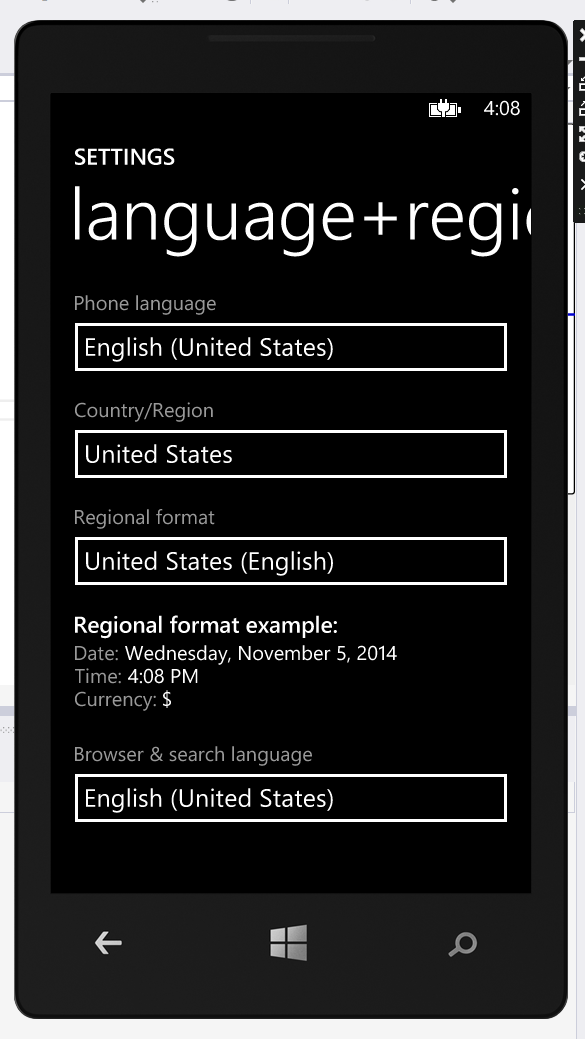 4:08
SETTINGS
language+regi
Phone language
English (United States)
Country/Region
United States
Regional format
United States (English)
Regional format example:
Date: Wednesday, November 5, 2014
Time: 4:08 PM
Currency: $
Browser & search language
English (United States)